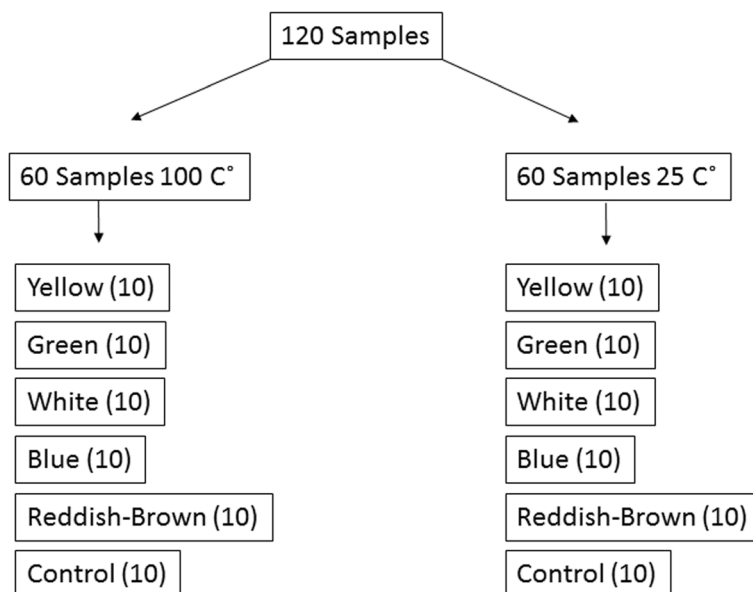 120 Samples
60 Samples 100 C°
60 Samples 25 C°
Yellow (10)
Green (10)
White (10)
Blue (10)
Reddish-Brown (10)
Control (10)
Yellow (10)
Green (10)
White (10)
Blue (10)
Reddish-Brown (10)
Control (10)